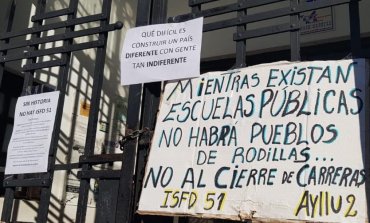 QUÉ DIFÍCIL ES
CONSTRUIR UN PAÍS
DIFERENTE CON GENTE
TAN INDIFERENTE
SIN HISTORIA
NO HAY ISFD 51
MIENTRAS EXISTAN
ESCUELAS PÚBLICAS
NO HABRÁ PUEBLOS
DE RODILLAS...
NO AL CIERRE DE CARRERAS
ISFD 51 AYLLU 2